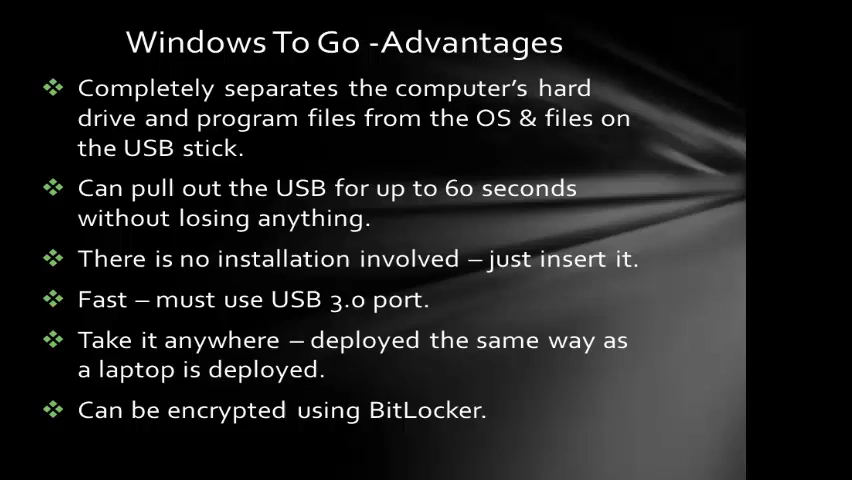 Windows To Go -Advantages
Completely separates the computer's hard
drive and program files from the OS & files on
the USB stick.
Can pull out the USB for up to 60 seconds
without losing anything.
There is no installation involved – just insert it.
Fast – must use USB 3.0 port.
Take it anywhere – deployed the same way as
a laptop is deployed.
Can be encrypted using BitLocker.